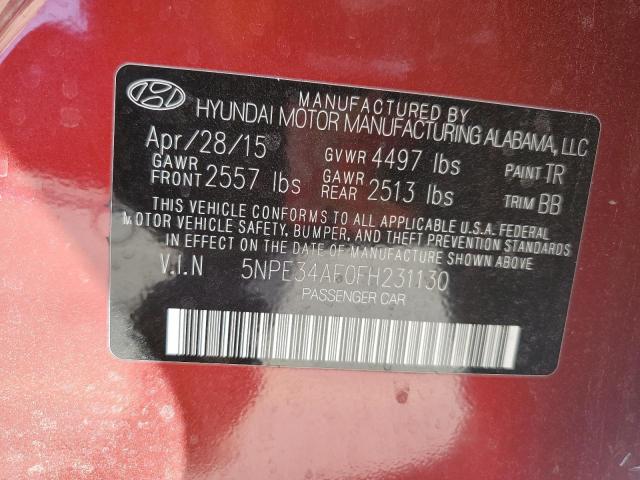 MANUFACTURED BY
HYUNDAI MOTOR MANUFACTURING ALABAMA, LLC
Apr/28/15 GVWR 4497 lbs PAINT TR
GAWR FRONT 2557 lbs GAWR REAR 2513 lbs TRIM BB
THIS VEHICLE CONFORMS TO ALL APPLICABLE U.S.A. FEDERAL
MOTOR VEHICLE SAFETY, BUMPER, AND THEFT PREVENTION STANDARDS
IN EFFECT ON THE DATE OF MANUFACTURE SHOWN ABOVE.
V.I.N 5NPE34AF0FH231130
PASSENGER CAR